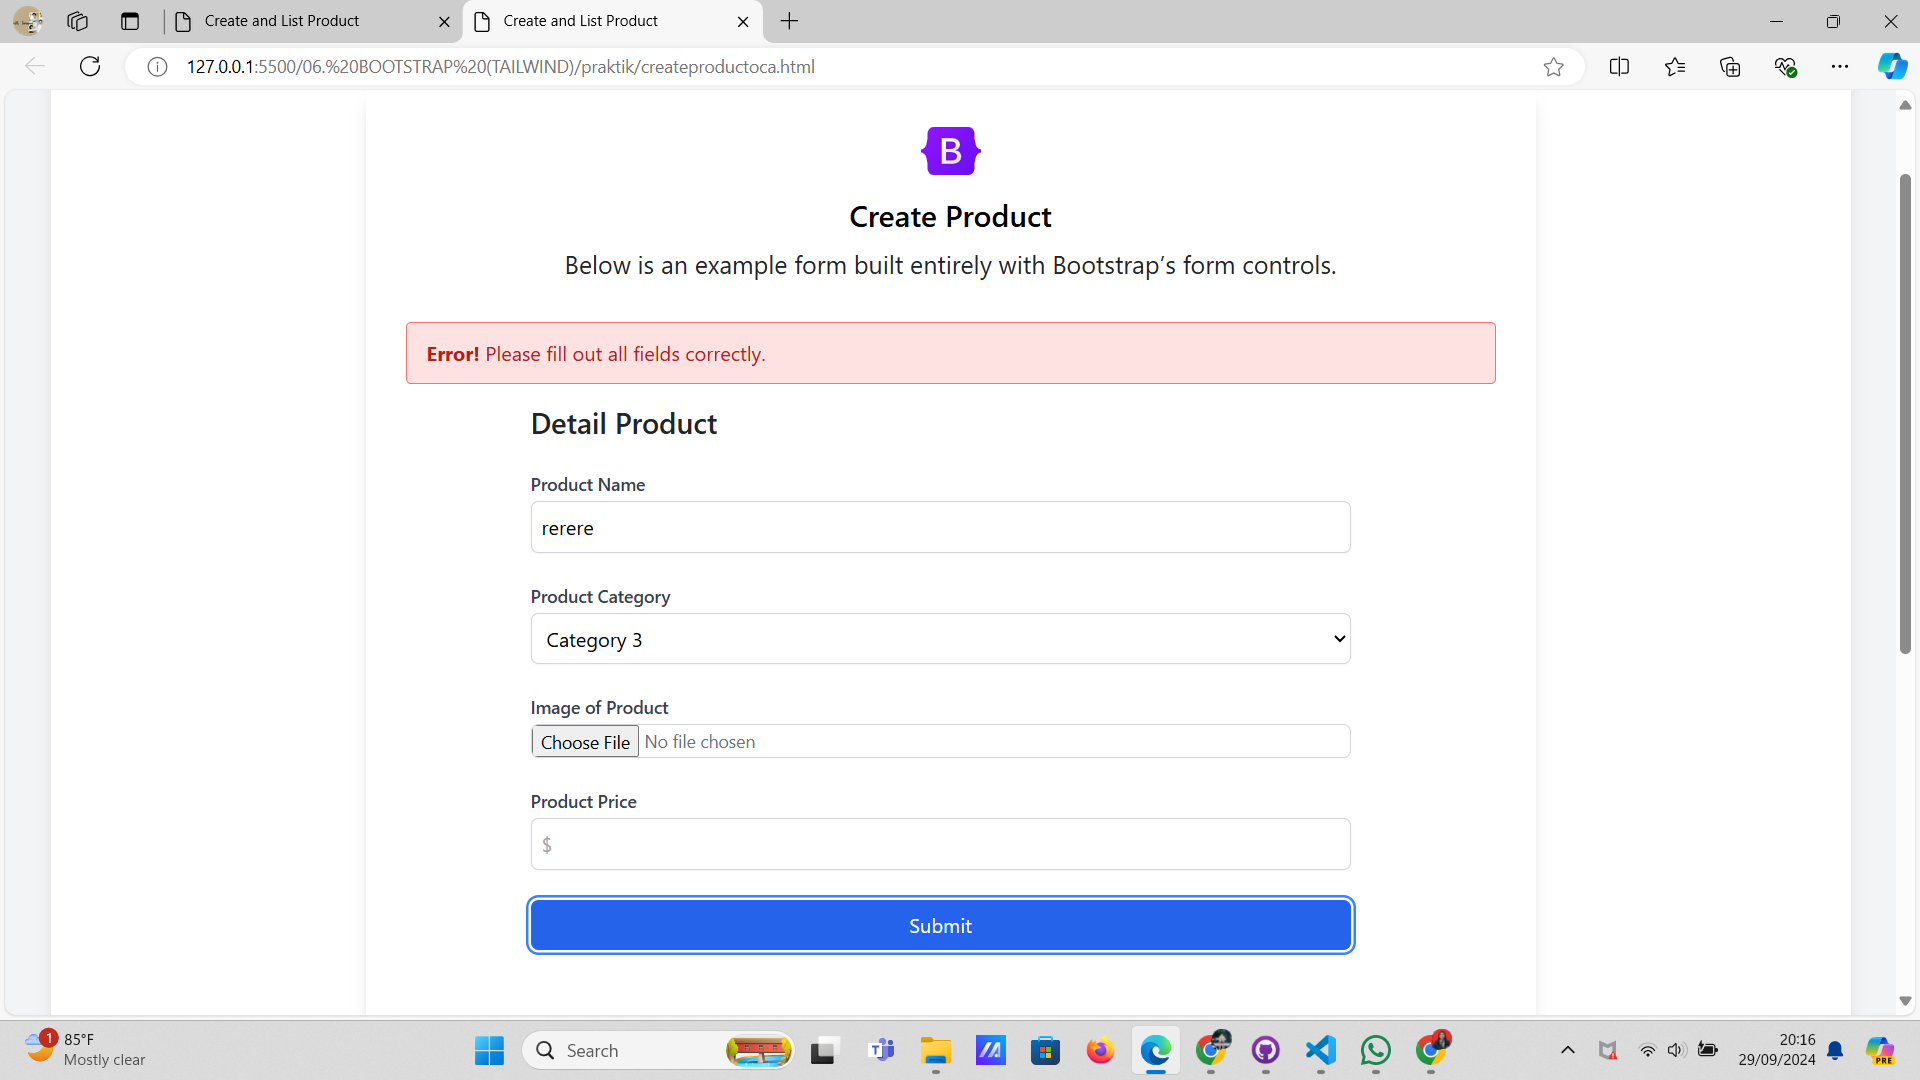 Create and List Product
Create and List Product
127.0.0.1:5500/06.%20BOOTSTRAP%20(TAILWIND)/praktik/createproductoca.html
B
Create Product
Below is an example form built entirely with Bootstrap’s form controls.
Error! Please fill out all fields correctly.
Detail Product
Product Name
rerere
Product Category
Category 3
Image of Product
Choose File No file chosen
Product Price
$
Submit
1
85°F
Mostly clear
Search
20:16
29/09/2024
PRE